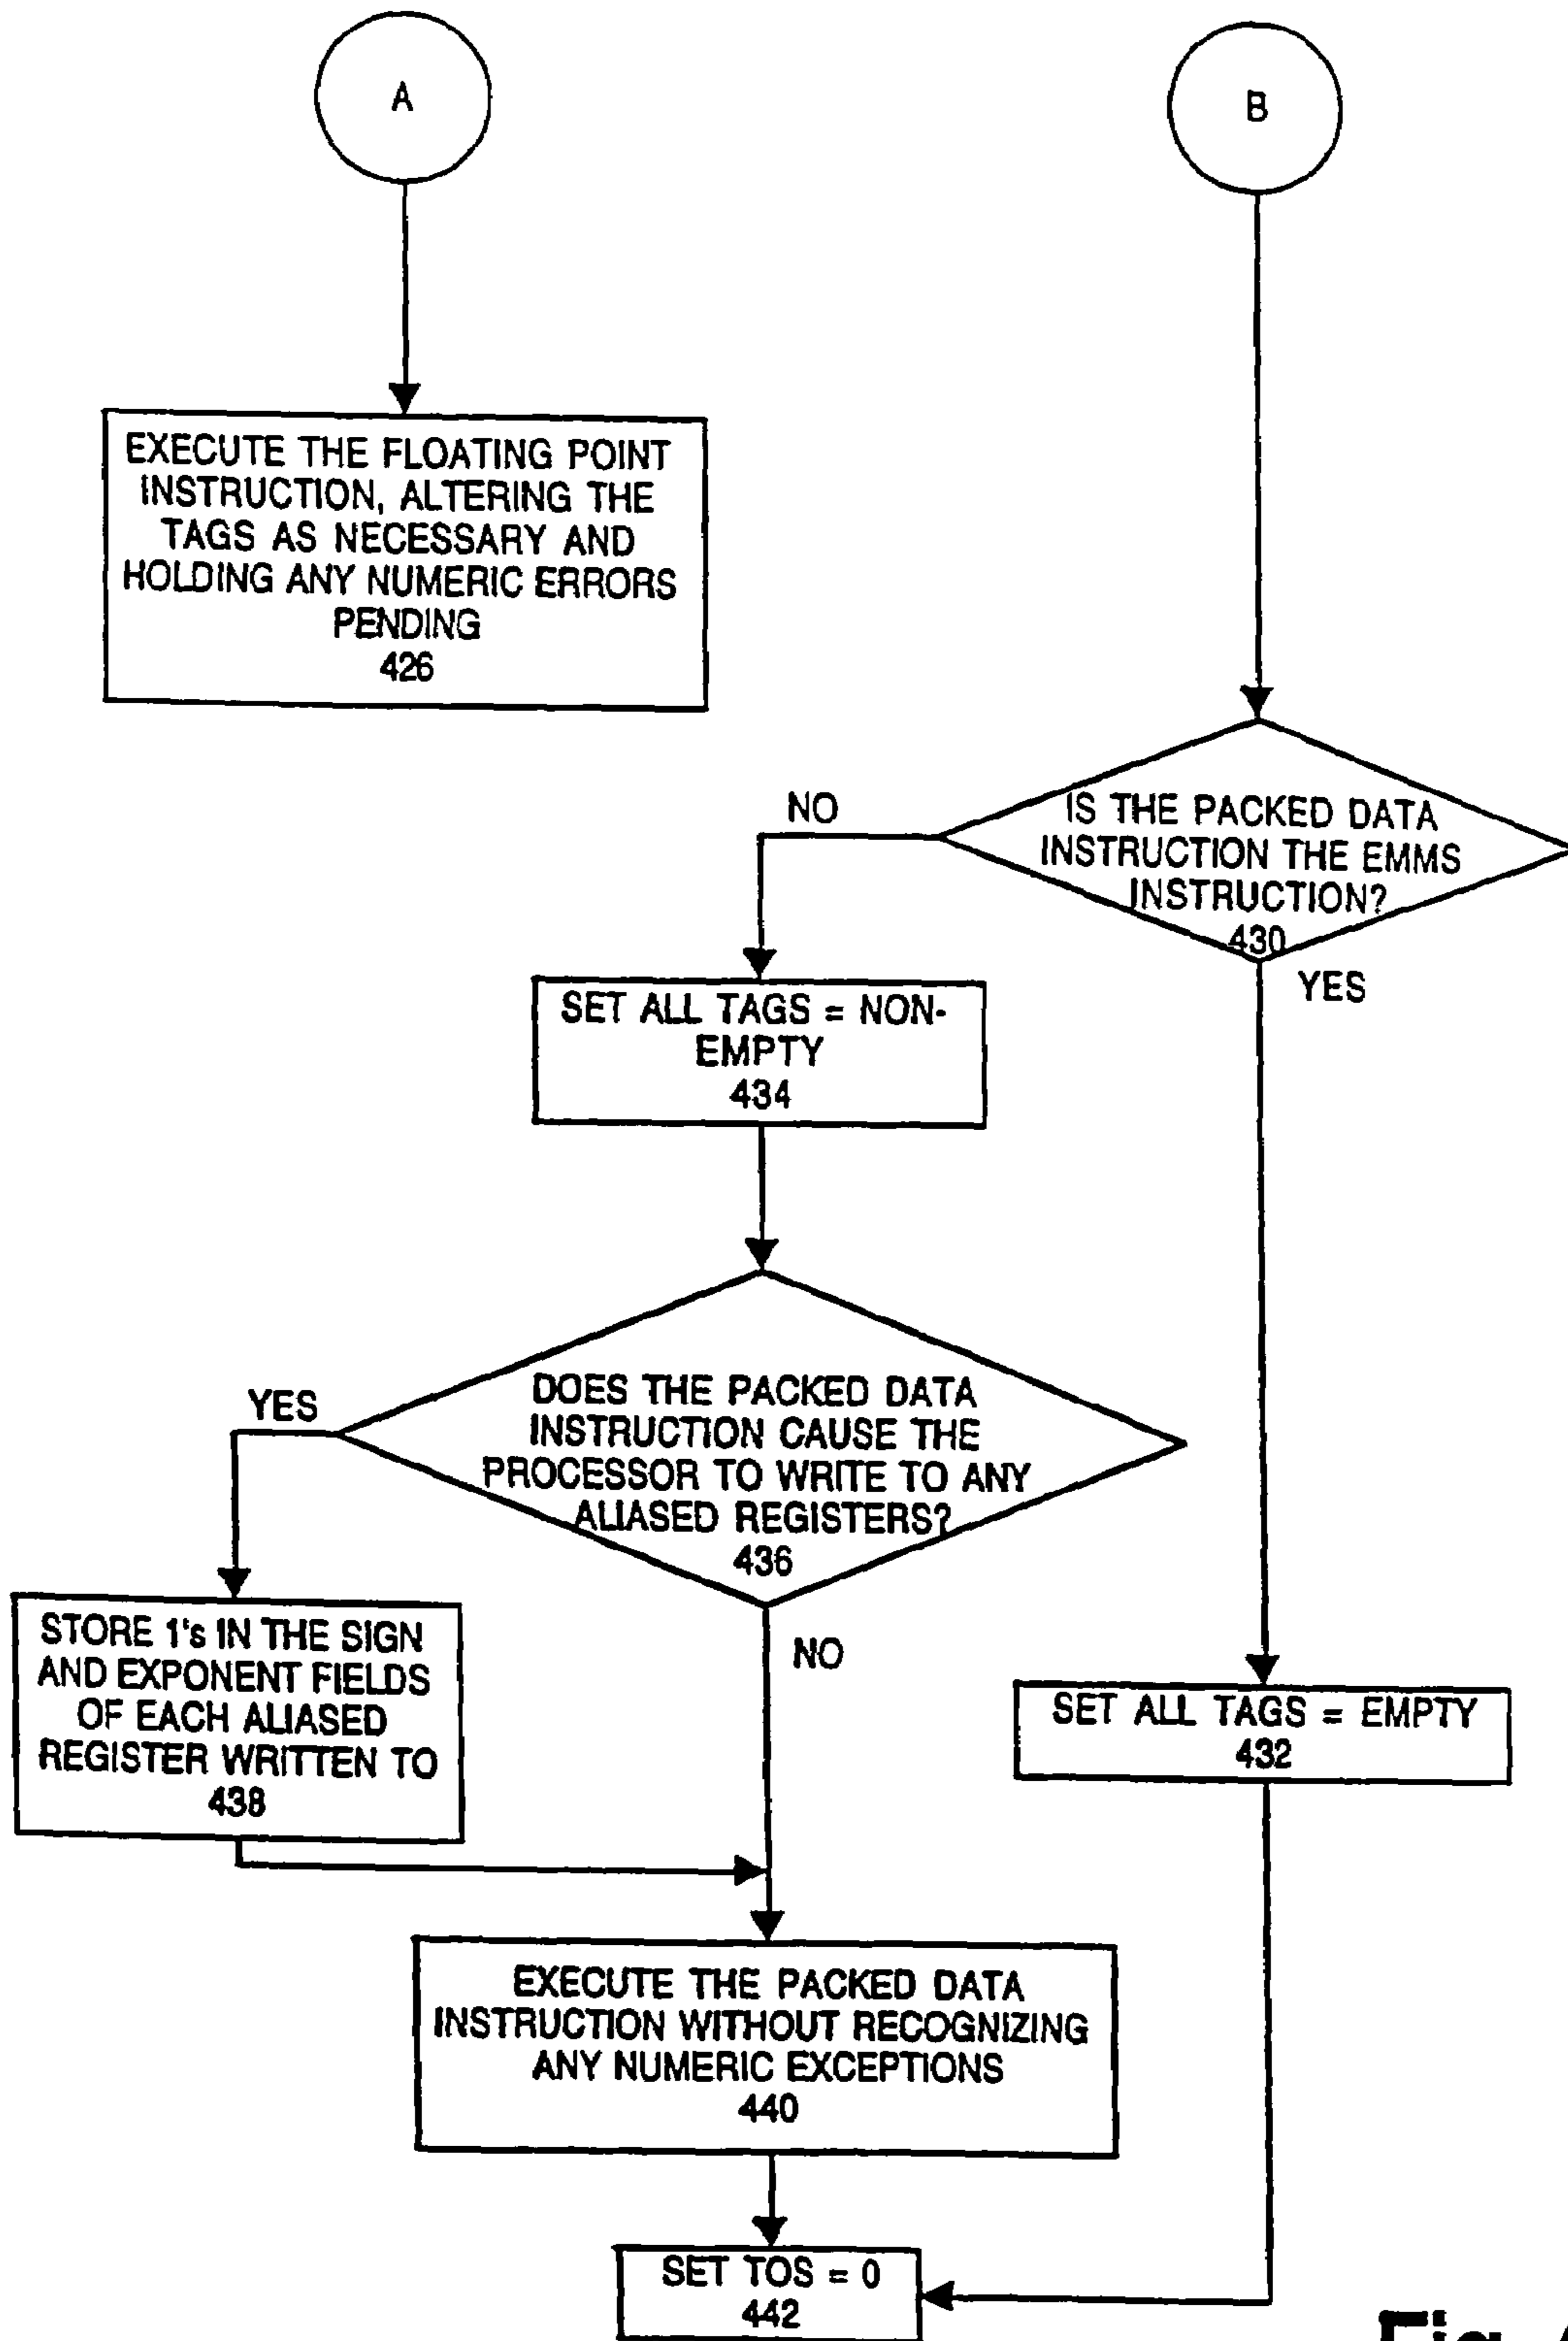 A
B
EXECUTE THE FLOATING POINT
INSTRUCTION, ALTERING THE
TAGS AS NECESSARY AND
HOLDING ANY NUMERIC ERRORS
PENDING
426
IS THE PACKED DATA
INSTRUCTION THE EMMS
INSTRUCTION?
430
NO
YES
SET ALL TAGS = NON-
EMPTY
434
DOES THE PACKED DATA
INSTRUCTION CAUSE THE
PROCESSOR TO WRITE TO ANY
ALIASED REGISTERS?
436
YES
NO
STORE 1's IN THE SIGN
AND EXPONENT FIELDS
OF EACH ALIASED
REGISTER WRITTEN TO
438
SET ALL TAGS = EMPTY
432
EXECUTE THE PACKED DATA
INSTRUCTION WITHOUT RECOGNIZING
ANY NUMERIC EXCEPTIONS
440
SET TOS = 0
442